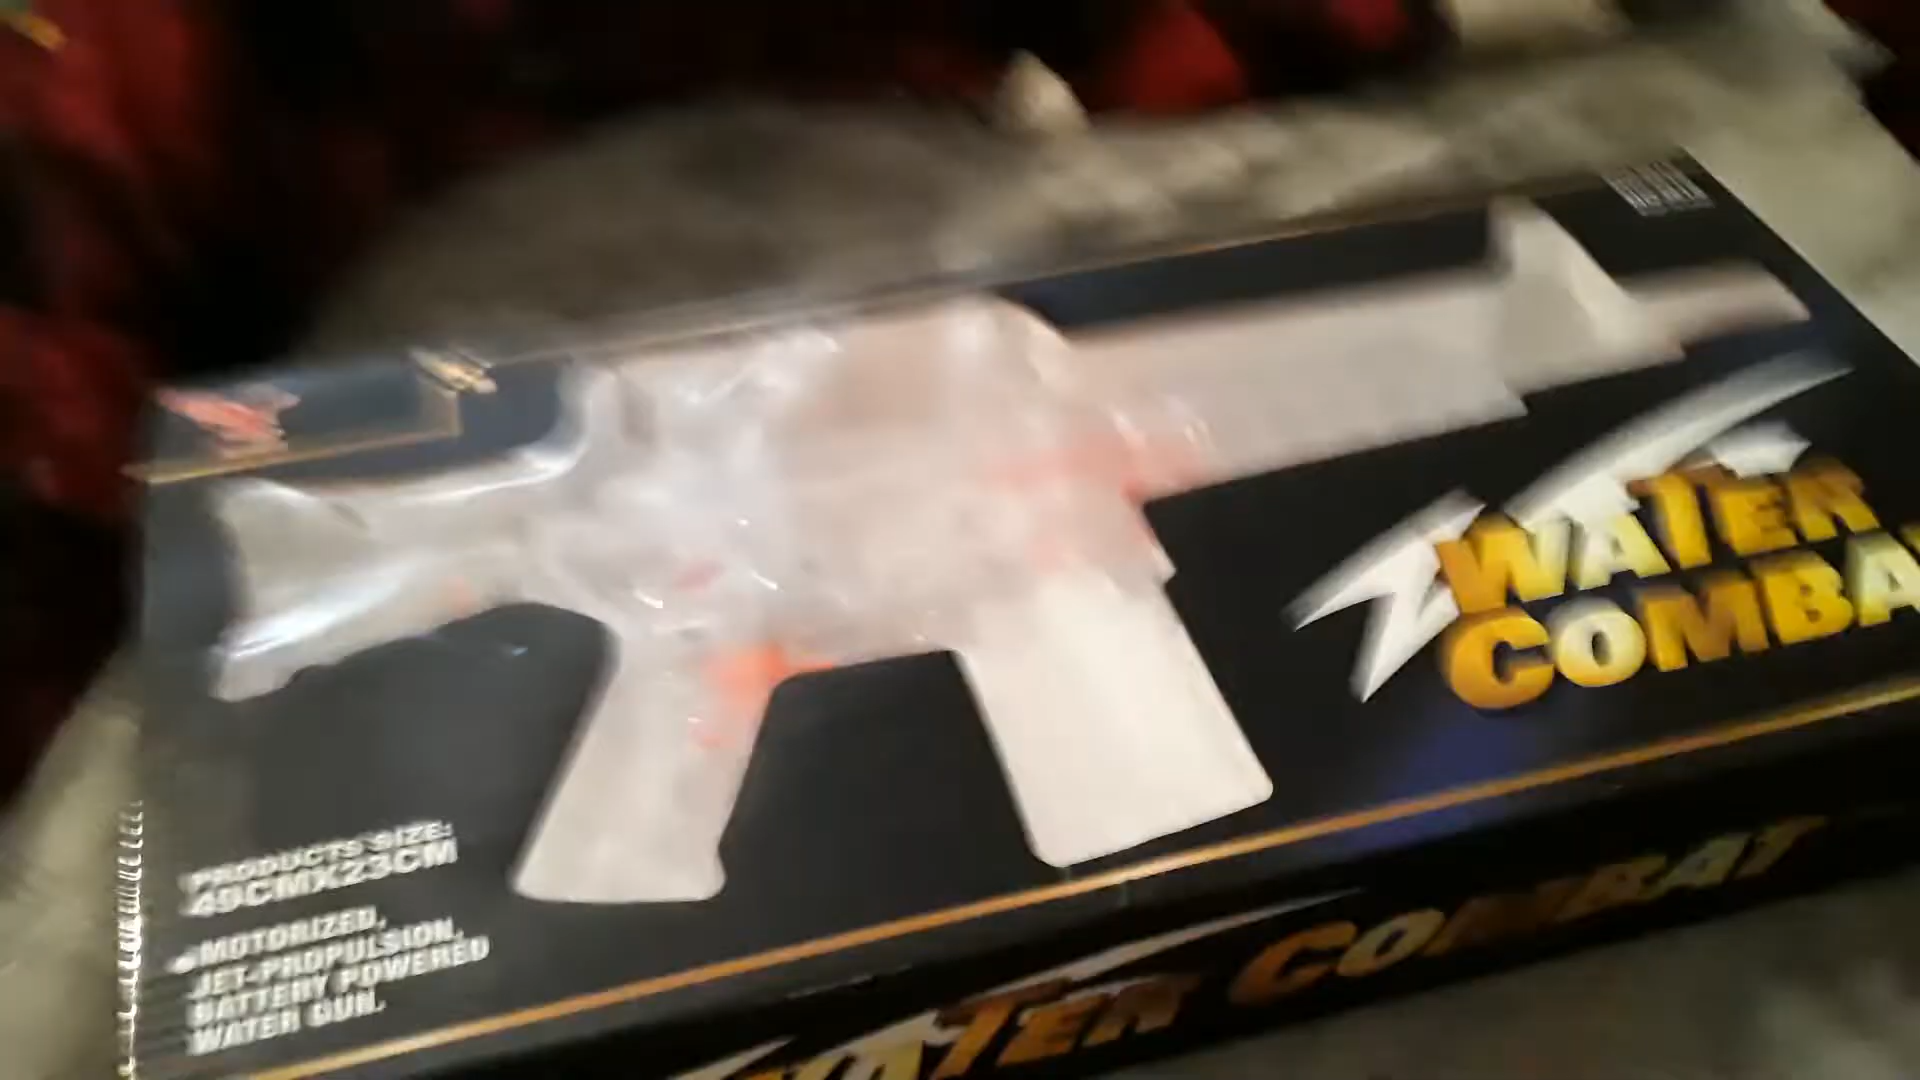 WATER
COMBA
PRODUCTS SIZE:
49CMX23CM
MOTORIZED,
JET-PROPULSION,
BATTERY POWERED
WATER GUN.
WATER COMBAT